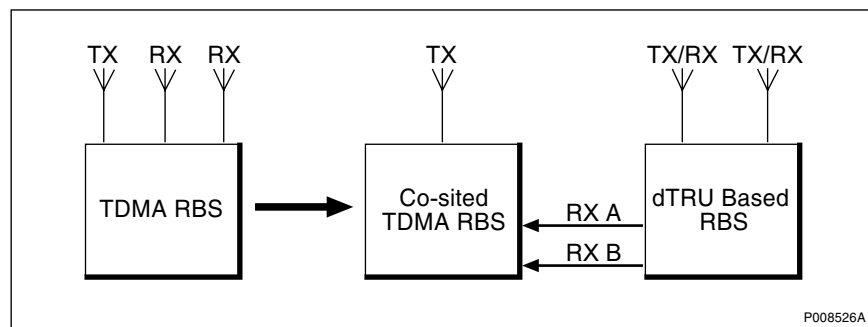 TX RX RX TX TX/RX TX/RX
TDMA RBS
Co-sited
TDMA RBS
RX A
RX B
dTRU Based
RBS
P008526A